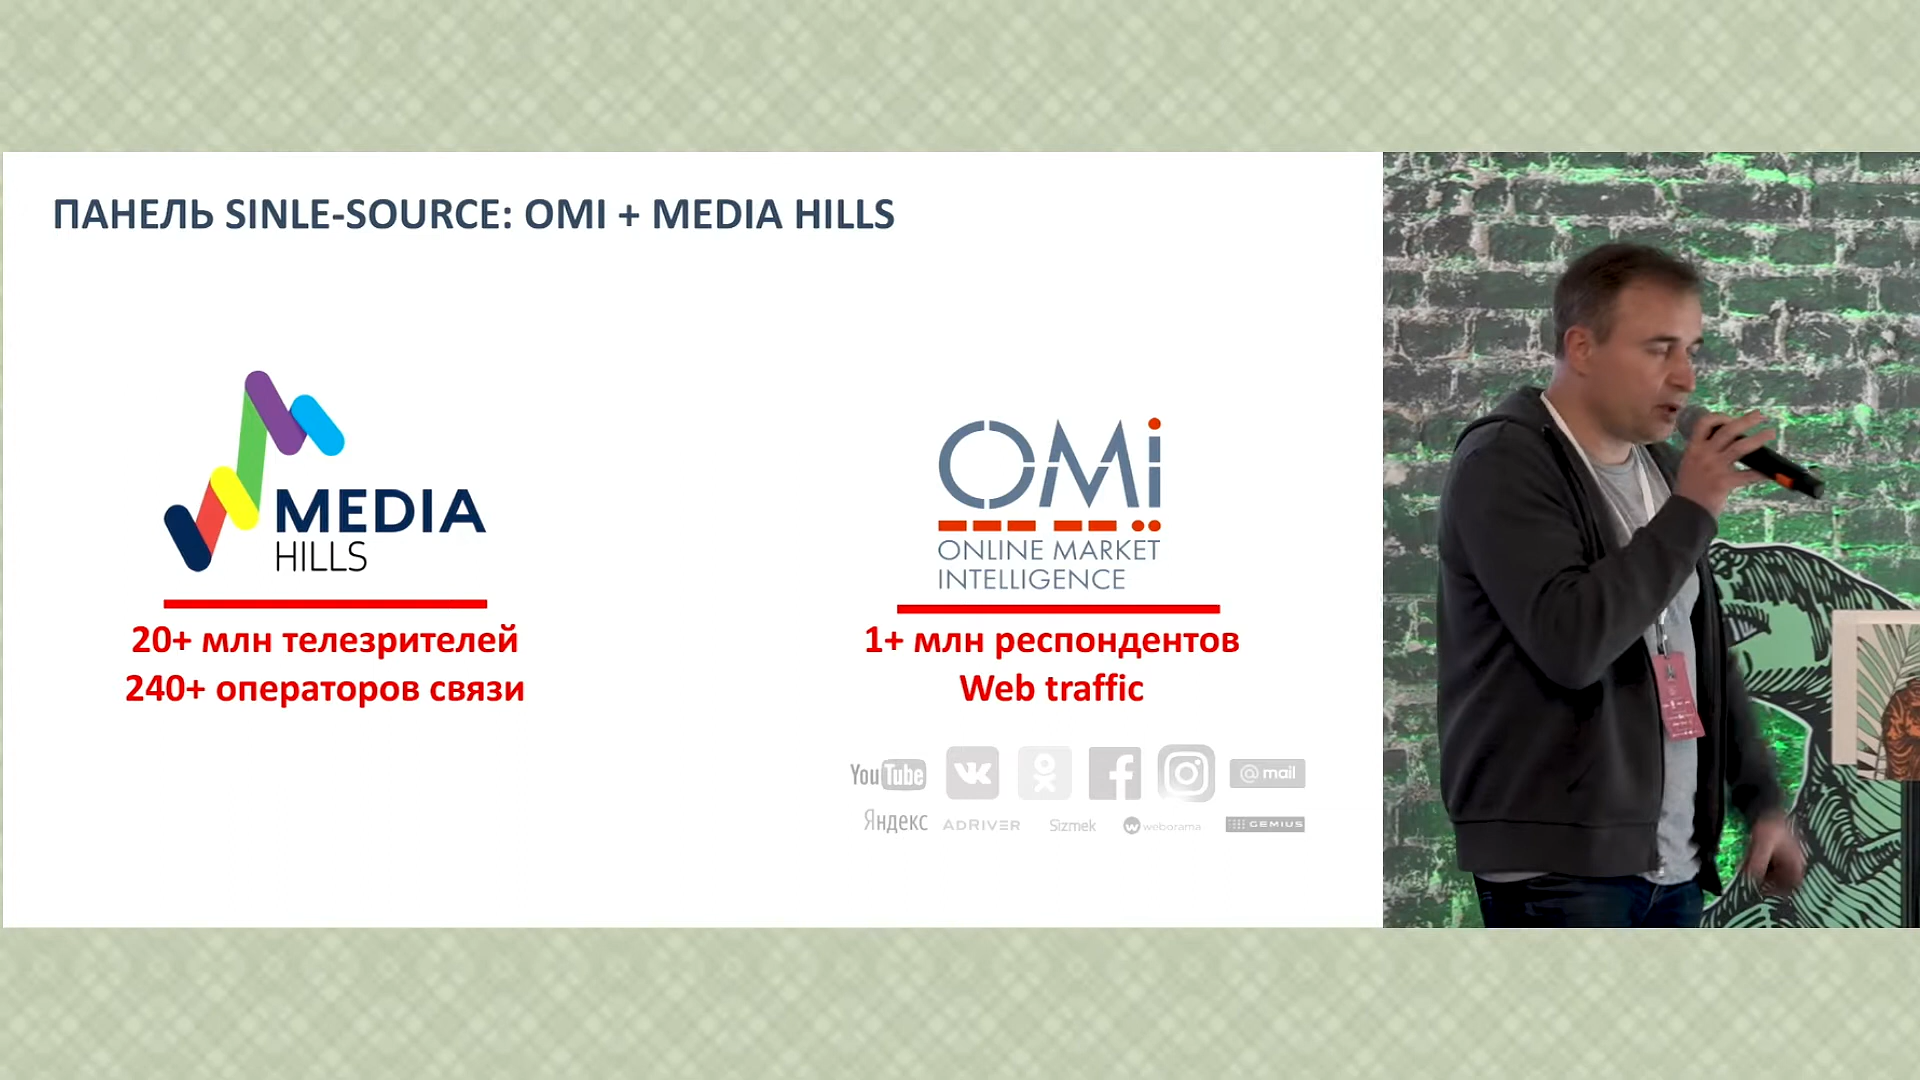 ПАНЕЛЬ SINLE-SOURCE: OMI + MEDIA HILLS
MEDIA
HILLS
20+ млн телезрителей
240+ операторов связи
OMi
ONLINE MARKET
INTELLIGENCE
1+ млн респондентов
Web traffic
YouTube
@mail
Яндекс ADRIVER Sizmek weborama GEMIUS